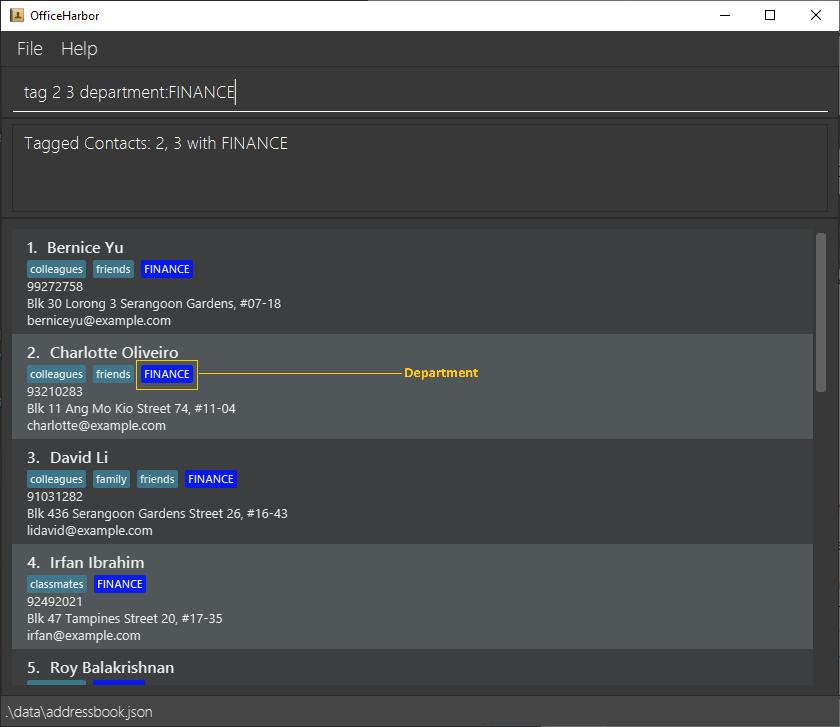 OfficeHarbor
File Help
tag 2 3 department:FINANCE
Tagged Contacts: 2, 3 with FINANCE
1. Bernice Yu
colleagues friends FINANCE
99272758
Blk 30 Lorong 3 Serangoon Gardens, #07-18
berniceyu@example.com
2. Charlotte Oliveiro
colleagues friends FINANCE Department
93210283
Blk 11 Ang Mo Kio Street 74, #11-04
charlotte@example.com
3. David Li
colleagues family friends FINANCE
91031282
Blk 436 Serangoon Gardens Street 26, #16-43
lidavid@example.com
4. Irfan Ibrahim
classmates FINANCE
92492021
Blk 47 Tampines Street 20, #17-35
irfan@example.com
5. Roy Balakrishnan
.\data\addressbook.json